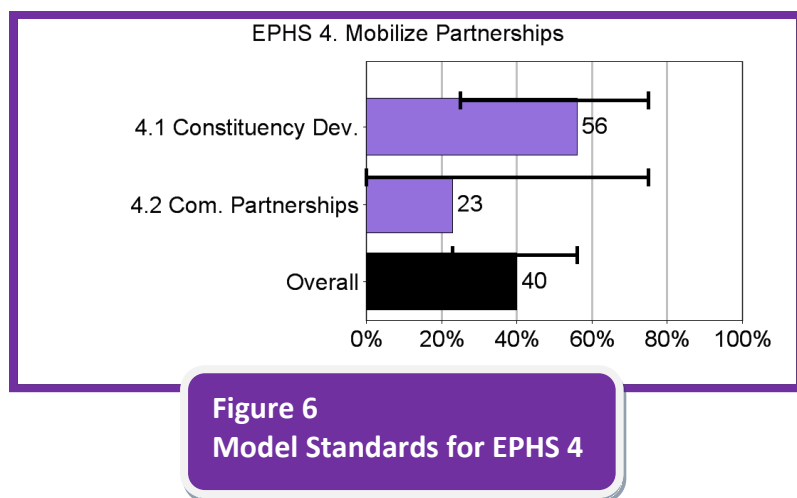 EPHS 4. Mobilize Partnerships
4.1 Constituency Dev.
56
4.2 Com. Partnerships
23
Overall
40
0% 20% 40% 60% 80% 100%
Figure 6
Model Standards for EPHS 4